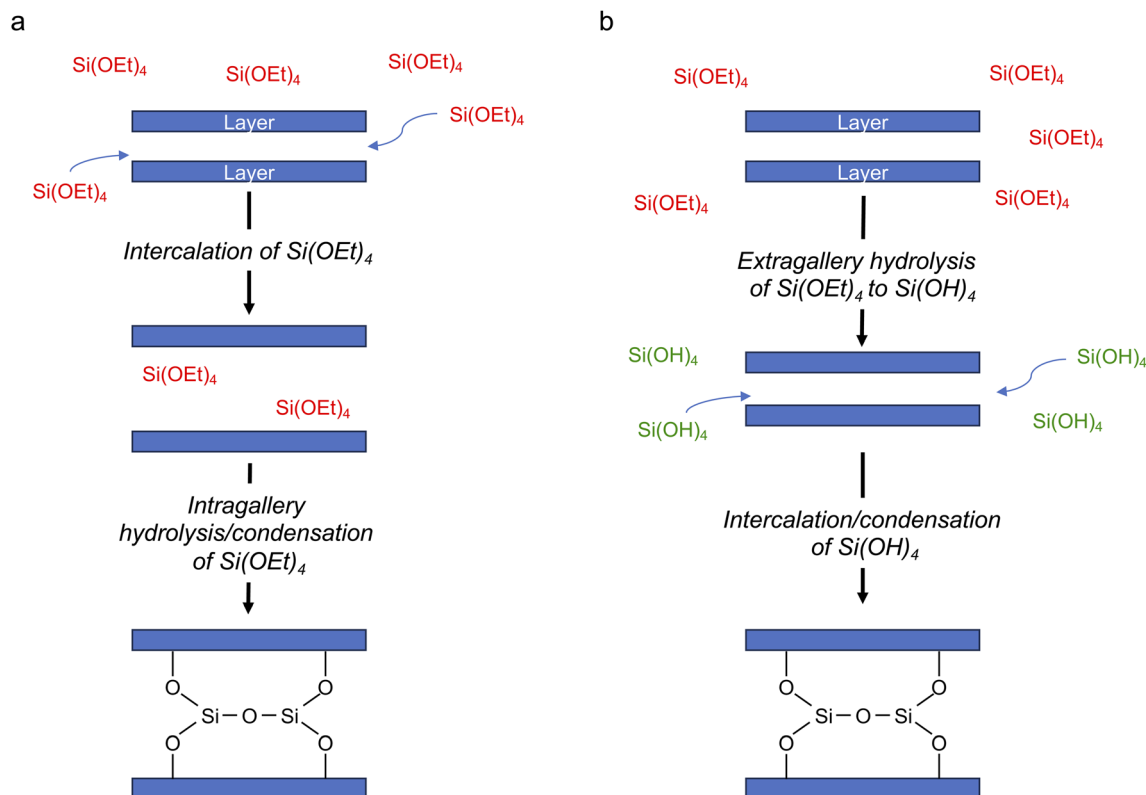 a
Si(OEt)₄
Si(OEt)₄
Si(OEt)₄
Si(OEt)₄
Layer
Layer
Si(OEt)₄
Intercalation of Si(OEt)₄
Si(OEt)₄
Si(OEt)₄
Intragallery
hydrolysis/condensation
of Si(OEt)₄
O
O
Si
O
Si
O
O
b
Si(OEt)₄
Si(OEt)₄
Layer
Si(OEt)₄
Layer
Si(OEt)₄
Si(OEt)₄
Extragallery hydrolysis
of Si(OEt)₄ to Si(OH)₄
Si(OH)₄
Si(OH)₄
Si(OH)₄
Si(OH)₄
Intercalation/condensation
of Si(OH)₄
O
O
Si
O
Si
O
O